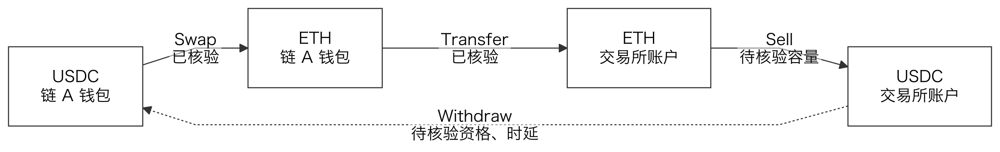 USDC
链 A 钱包
Swap
已核验
ETH
链 A 钱包
Transfer
已核验
ETH
交易所账户
Sell
待核验容量
USDC
交易所账户
Withdraw
待核验资格、时延